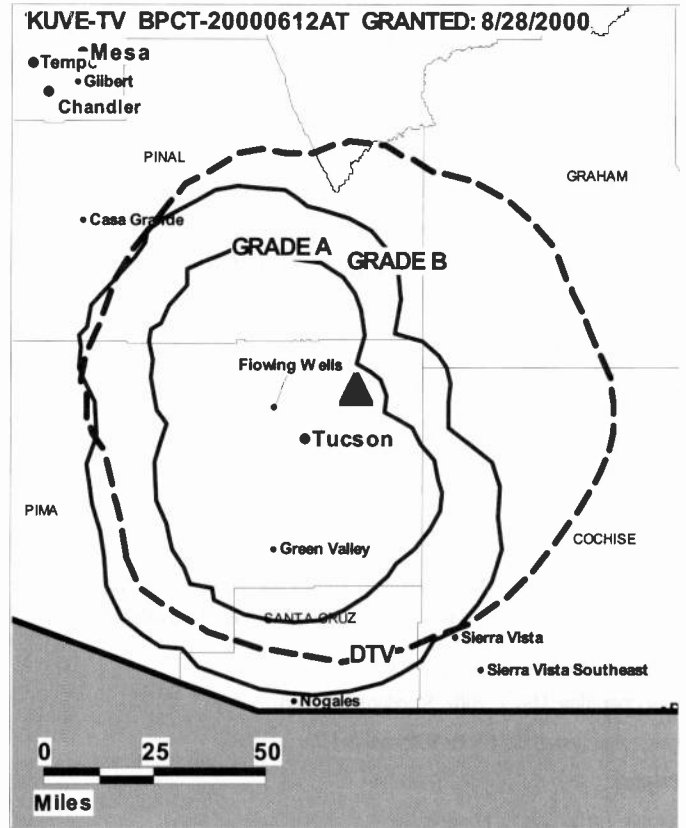 KUVE-TV BPCT-20000612AT GRANTED: 8/28/2000
Mesa
Tempe
Gilbert
Chandler
PINAL
GRAHAM
Casa Grande
GRADE A
GRADE B
Flowing Wells
Tucson
PIMA
COCHISE
Green Valley
SANTA CRUZ
DTV
Sierra Vista
Sierra Vista Southeast
Nogales
0 25 50
Miles